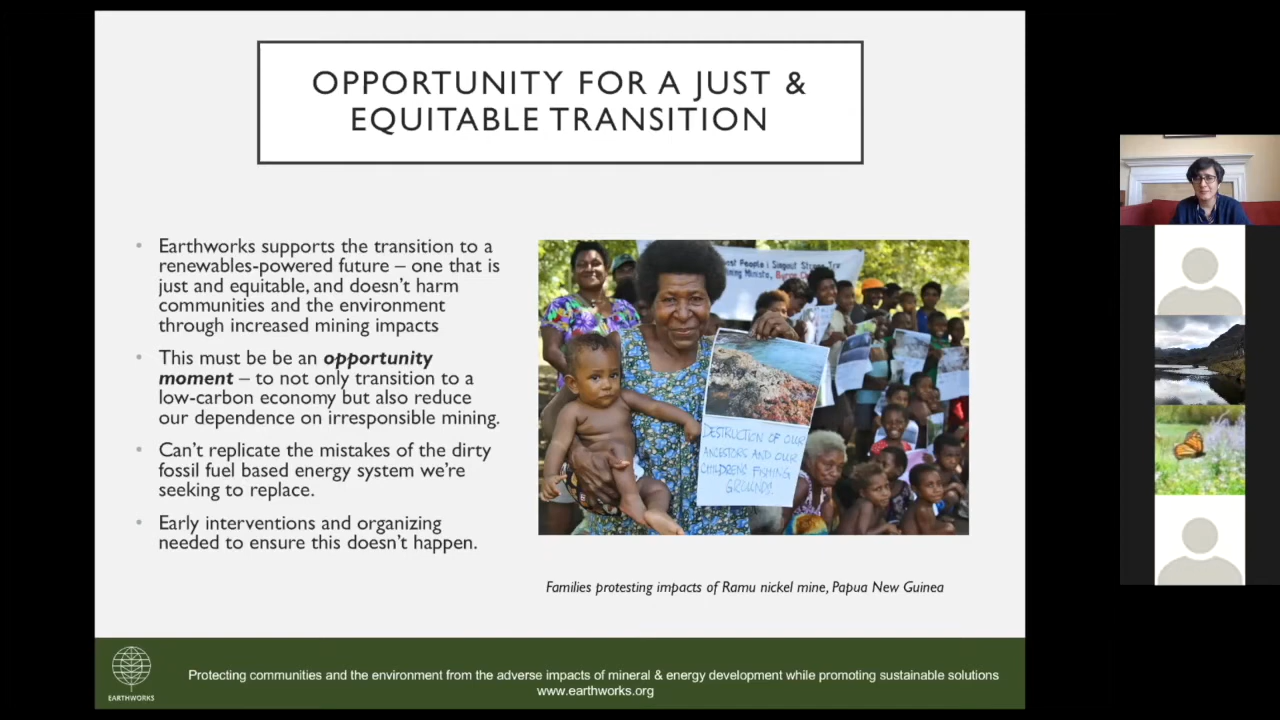 OPPORTUNITY FOR A JUST &
EQUITABLE TRANSITION
• Earthworks supports the transition to a
renewables-powered future – one that is
just and equitable, and doesn't harm
communities and the environment
through increased mining impacts
• This must be be an opportunity
moment – to not only transition to a
low-carbon economy but also reduce
our dependence on irresponsible mining.
• Can't replicate the mistakes of the dirty
fossil fuel based energy system we're
seeking to replace.
• Early interventions and organizing
needed to ensure this doesn't happen.
People Singout Strong
DESTRUCTION OF OUR
ANCESTORS AND OUR
CHILDRENS FISHING
GROUNDS.
Families protesting impacts of Ramu nickel mine, Papua New Guinea
EARTHWORKS
Protecting communities and the environment from the adverse impacts of mineral & energy development while promoting sustainable solutions
www.earthworks.org